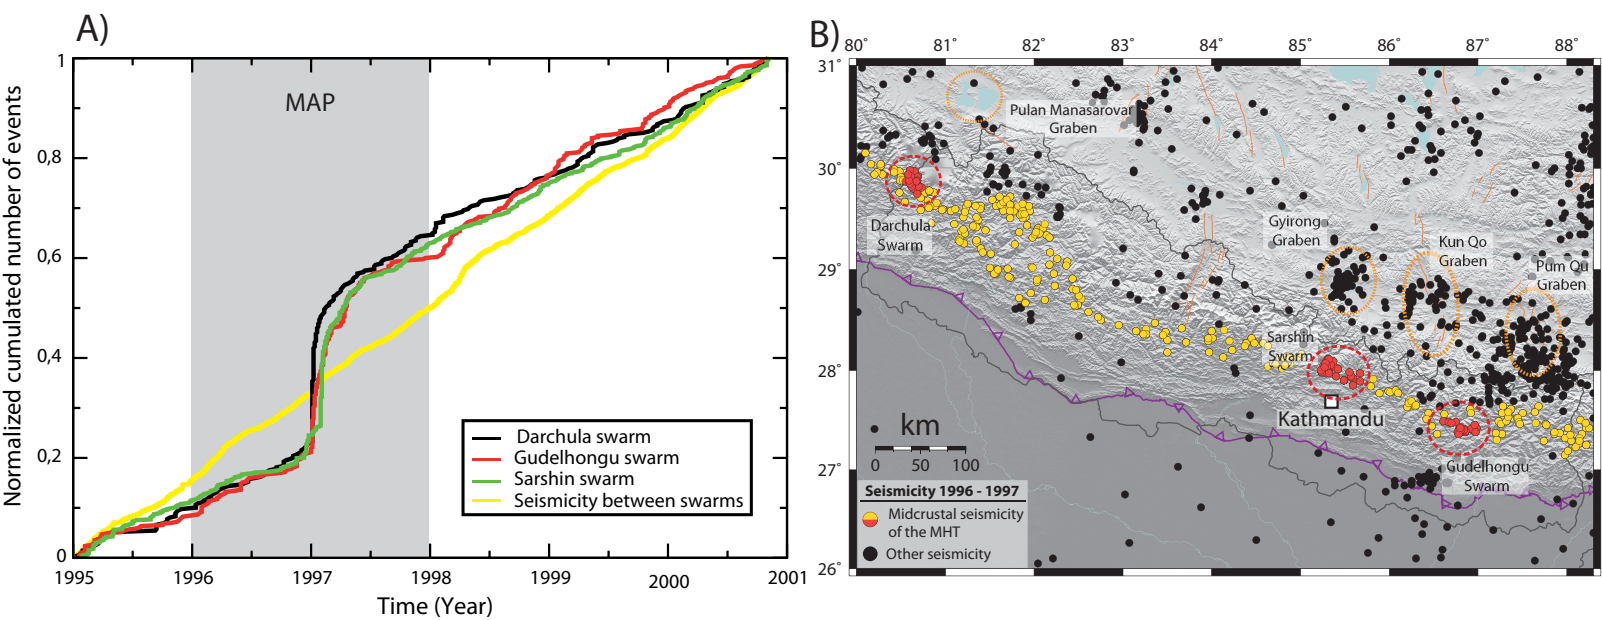 A)
Normalized cumulated number of events
1
0,8
0,6
0,4
0,2
0
MAP
Darchula swarm
Gudelhongu swarm
Sarshin swarm
Seismicity between swarms
1995
1996
1997
1998
1999
2000
2001
Time (Year)
B)
80°
81°
82°
83°
84°
85°
86°
87°
88°
31°
30°
29°
28°
27°
26°
Pulan Manasarovar
Graben
Darchula
Swarm
Gyirong
Graben
Kun Qo
Graben
Pum Qu
Graben
Sarshin
Swarm
Kathmandu
Gudelhongu
Swarm
km
0 50 100
Seismicity 1996 - 1997
Midcrustal seismicity
of the MHT
Other seismicity